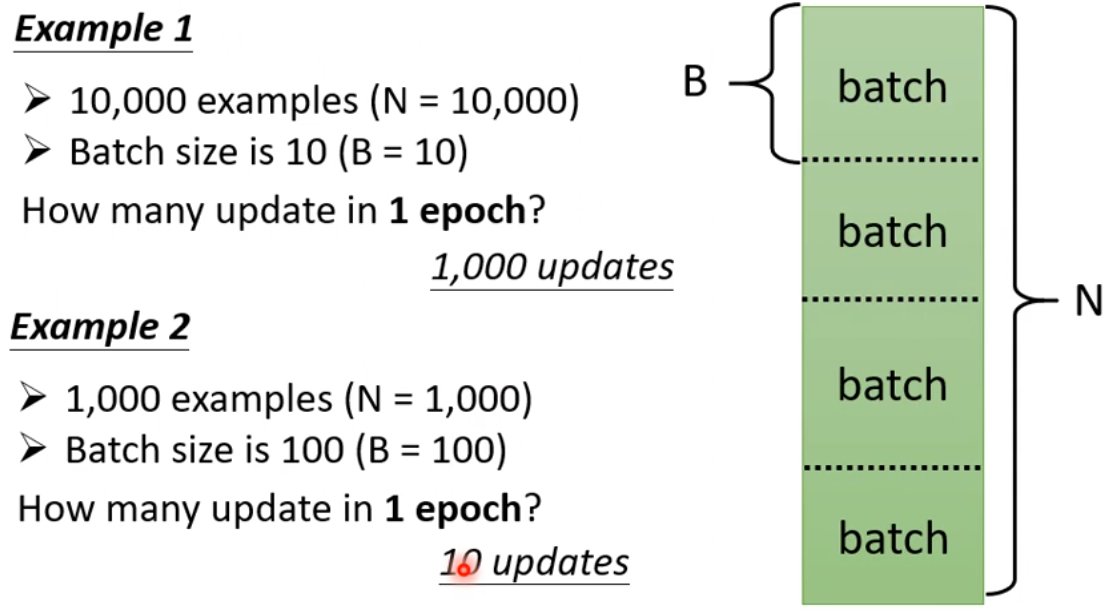 Example 1
➢ 10,000 examples (N = 10,000)
➢ Batch size is 10 (B = 10)
How many update in 1 epoch?
1,000 updates
Example 2
➢ 1,000 examples (N = 1,000)
➢ Batch size is 100 (B = 100)
How many update in 1 epoch?
10 updates
B
batch
batch
batch
batch
N